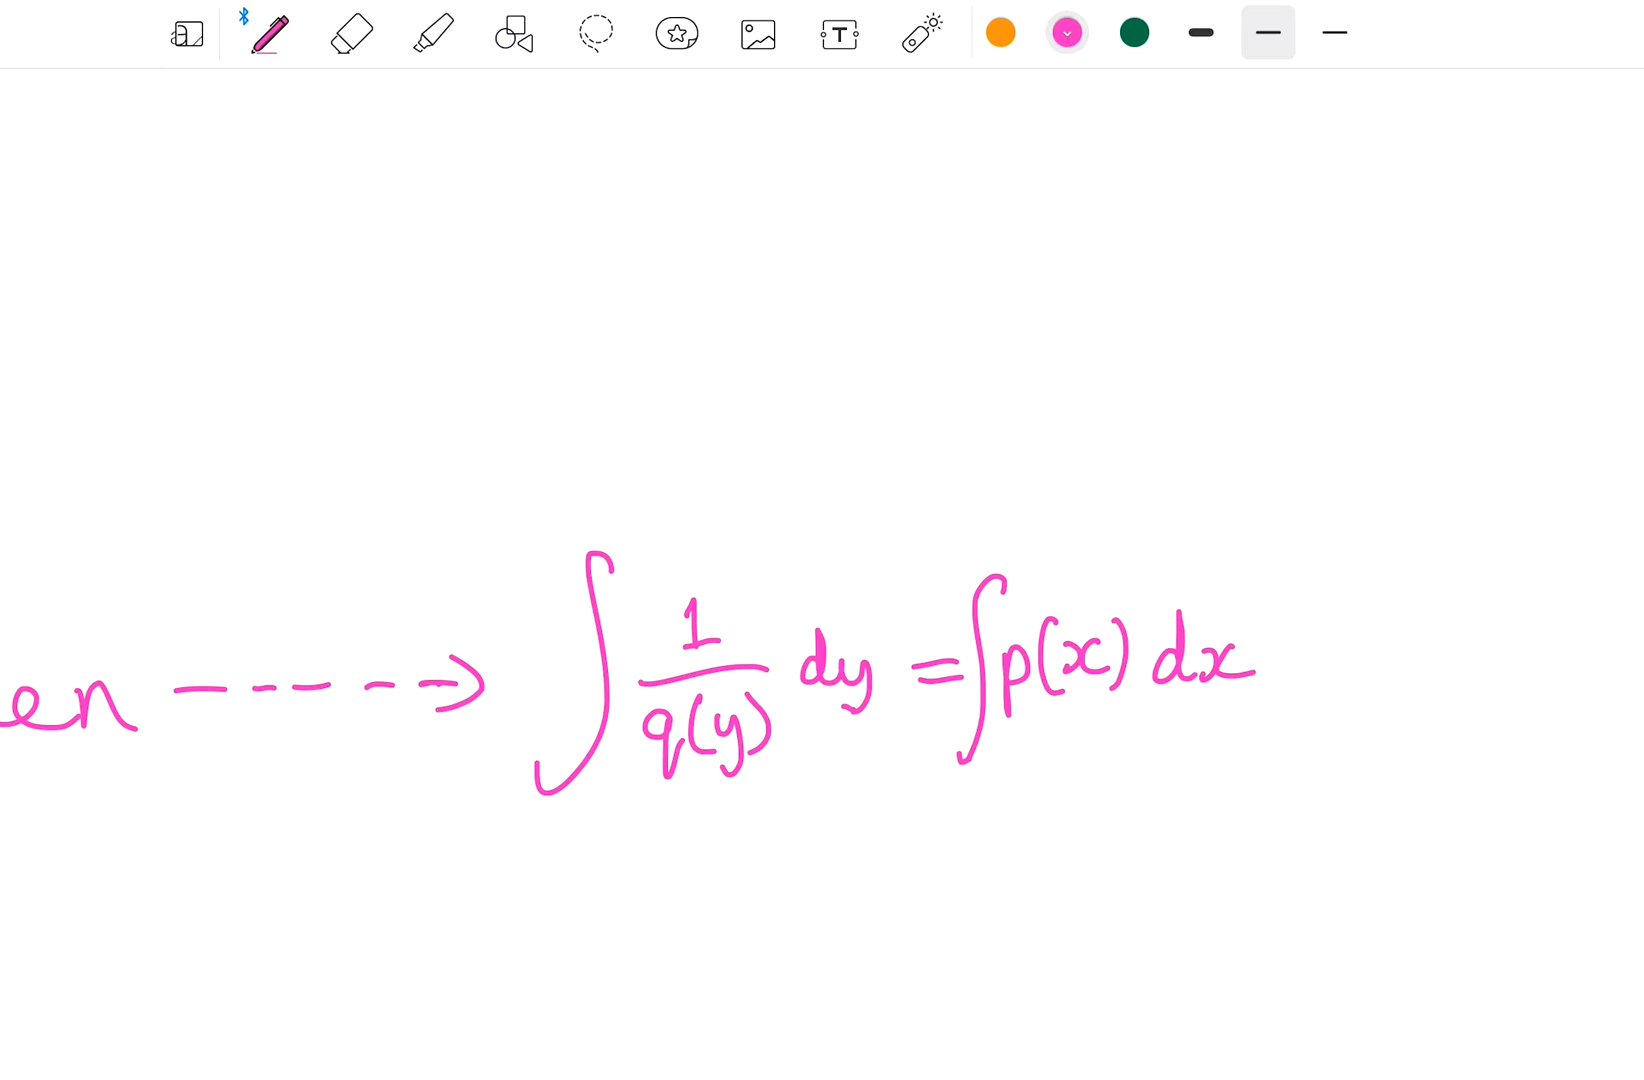 en -----> ∫ 1/q(y) dy = ∫ p(x) dx